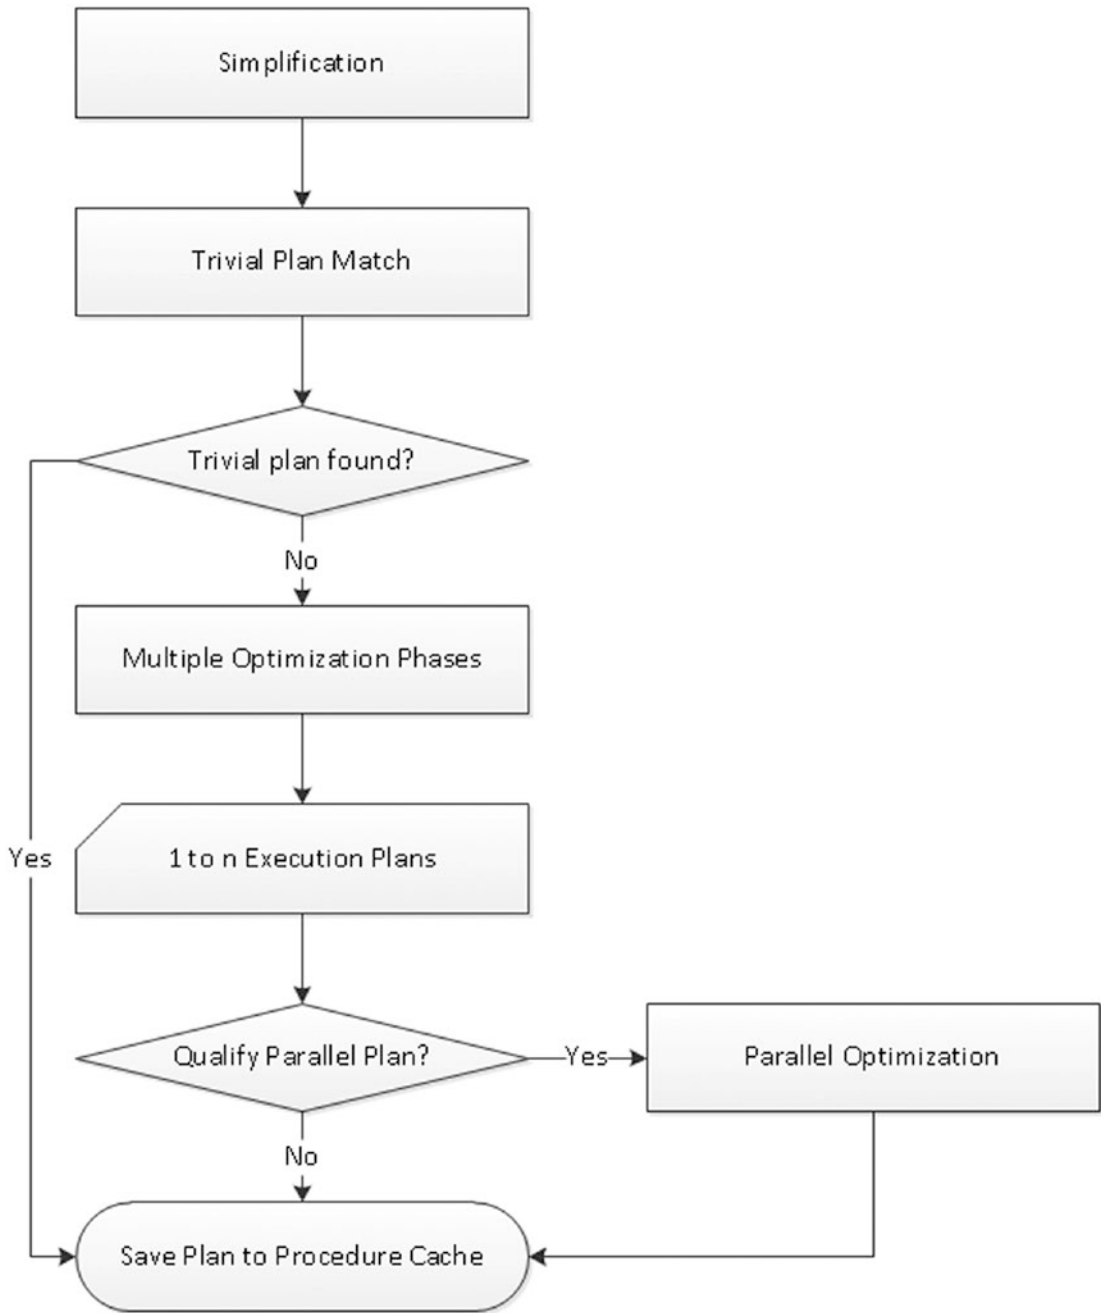 Simplification
Trivial Plan Match
Trivial plan found?
No
Multiple Optimization Phases
Yes
1 to n Execution Plans
Qualify Parallel Plan?
Yes
Parallel Optimization
No
Save Plan to Procedure Cache